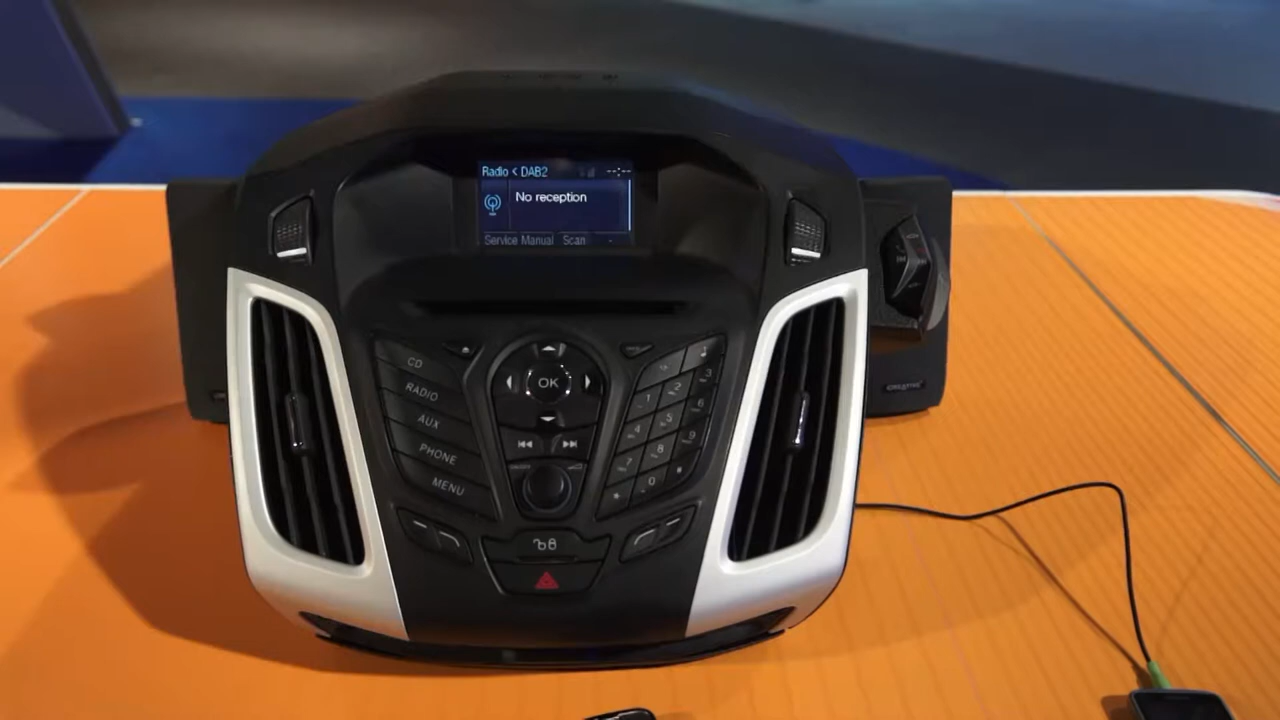 Radio < DAB2
--:--
No reception
Service Manual Scan
CD
RADIO
AUX
PHONE
MENU
OK
1
2
3
4
5
6
7
8
9
*
0
CREATIVE